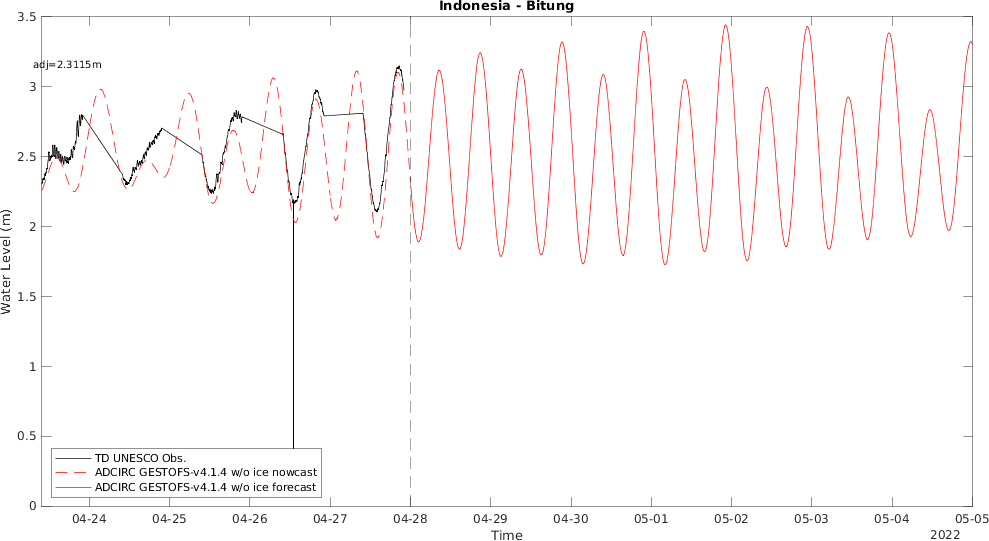 Indonesia - Bitung
adj=2.3115m
3.5
3
2.5
2
1.5
1
0.5
0
Water Level (m)
TD UNESCO Obs.
ADCIRC GESTOFS-v4.1.4 w/o ice nowcast
ADCIRC GESTOFS-v4.1.4 w/o ice forecast
04-24 04-25 04-26 04-27 04-28 04-29 04-30 05-01 05-02 05-03 05-04 05-05
Time
2022